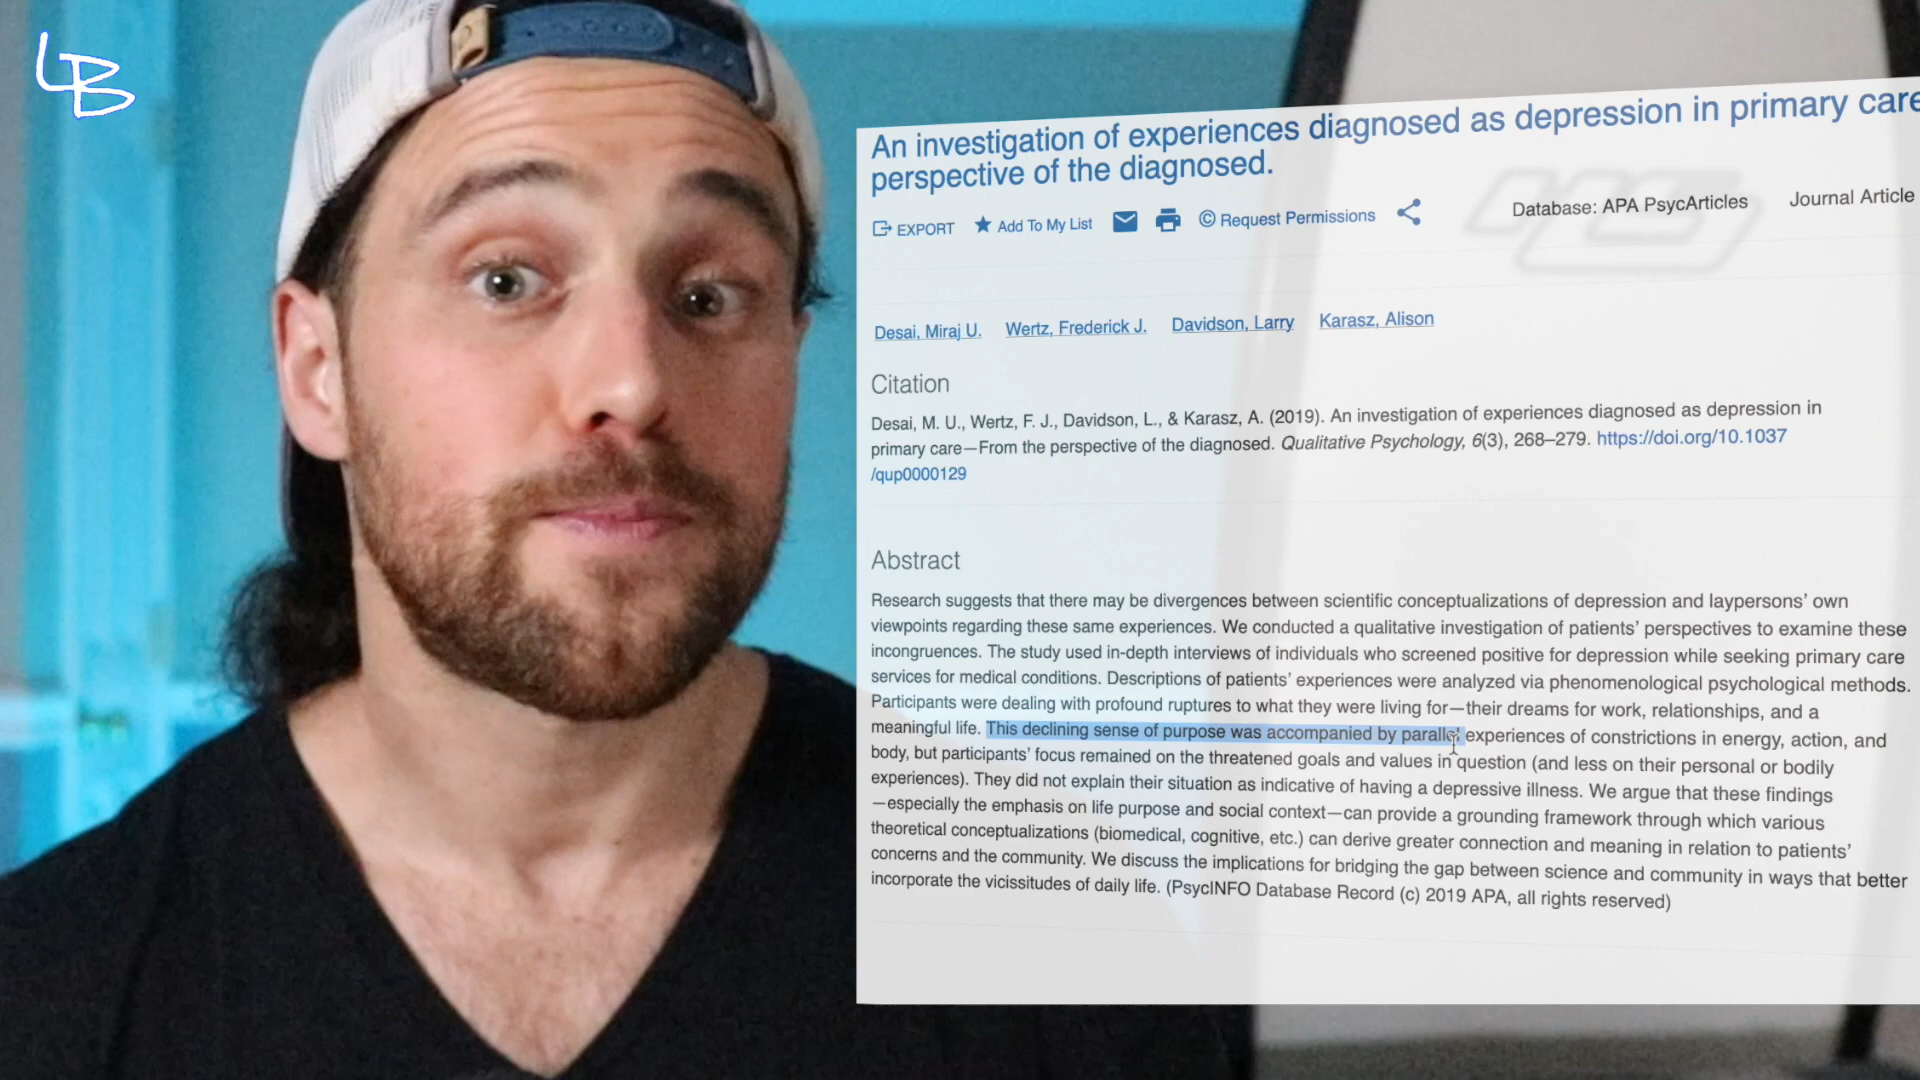 LB
An investigation of experiences diagnosed as depression in primary care
perspective of the diagnosed.
EXPORT Add To My List Request Permissions Database: APA PsycArticles Journal Article
Desai, Miraj U. Wertz, Frederick J. Davidson, Larry Karasz, Alison
Citation
Desai, M. U., Wertz, F. J., Davidson, L., & Karasz, A. (2019). An investigation of experiences diagnosed as depression in
primary care—From the perspective of the diagnosed. Qualitative Psychology, 6(3), 268–279. https://doi.org/10.1037
/qup0000129
Abstract
Research suggests that there may be divergences between scientific conceptualizations of depression and laypersons’ own
viewpoints regarding these same experiences. We conducted a qualitative investigation of patients’ perspectives to examine these
incongruences. The study used in-depth interviews of individuals who screened positive for depression while seeking primary care
services for medical conditions. Descriptions of patients’ experiences were analyzed via phenomenological psychological methods.
Participants were dealing with profound ruptures to what they were living for—their dreams for work, relationships, and a
meaningful life. This declining sense of purpose was accompanied by parallel experiences of constrictions in energy, action, and
body, but participants’ focus remained on the threatened goals and values in question (and less on their personal or bodily
experiences). They did not explain their situation as indicative of having a depressive illness. We argue that these findings
—especially the emphasis on life purpose and social context—can provide a grounding framework through which various
theoretical conceptualizations (biomedical, cognitive, etc.) can derive greater connection and meaning in relation to patients’
concerns and the community. We discuss the implications for bridging the gap between science and community in ways that better
incorporate the vicissitudes of daily life. (PsycINFO Database Record (c) 2019 APA, all rights reserved)